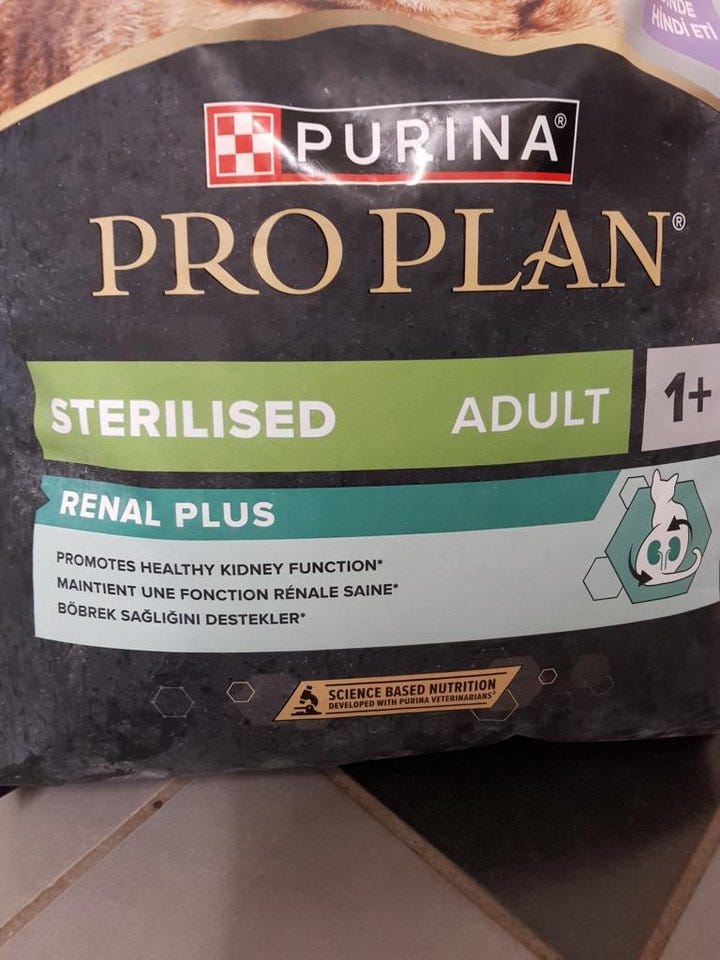 HİNDİ ETİ
PURINA®
PRO PLAN®
STERILISED ADULT 1+
RENAL PLUS
PROMOTES HEALTHY KIDNEY FUNCTION*
MAINTIENT UNE FONCTION RÉNALE SAINE*
BÖBREK SAĞLIĞINI DESTEKLER*
SCIENCE BASED NUTRITION
DEVELOPED WITH PURINA VETERINARIANS